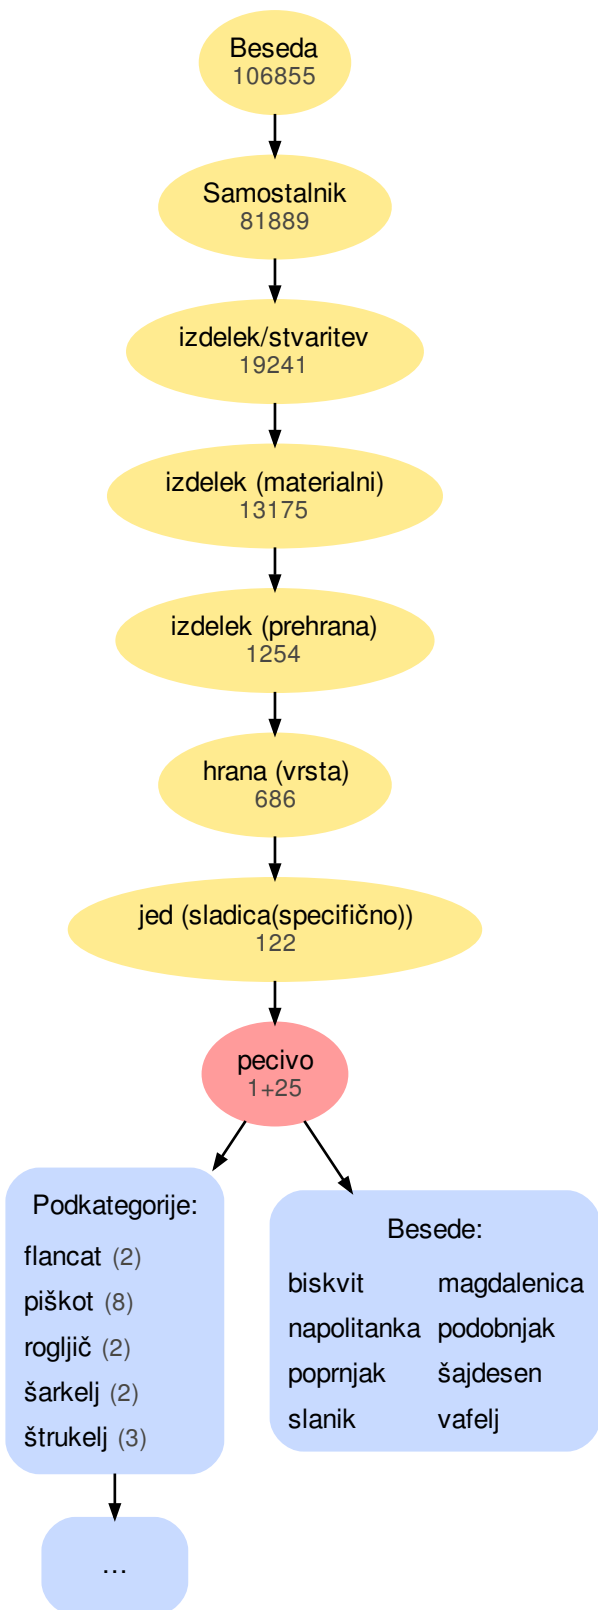 Beseda
106855
Samostalnik
81889
izdelek/stvaritev
19241
izdelek (materialni)
13175
izdelek (prehrana)
1254
hrana (vrsta)
686
jed (sladica(specifično))
122
pecivo
1+25
Podkategorije:
flancat (2)
piškot (8)
rogljič (2)
šarkelj (2)
štrukelj (3)
...
Besede:
biskvit magdalenica
napolitanka podobnjak
poprnjak šajdesen
slanik vafelj